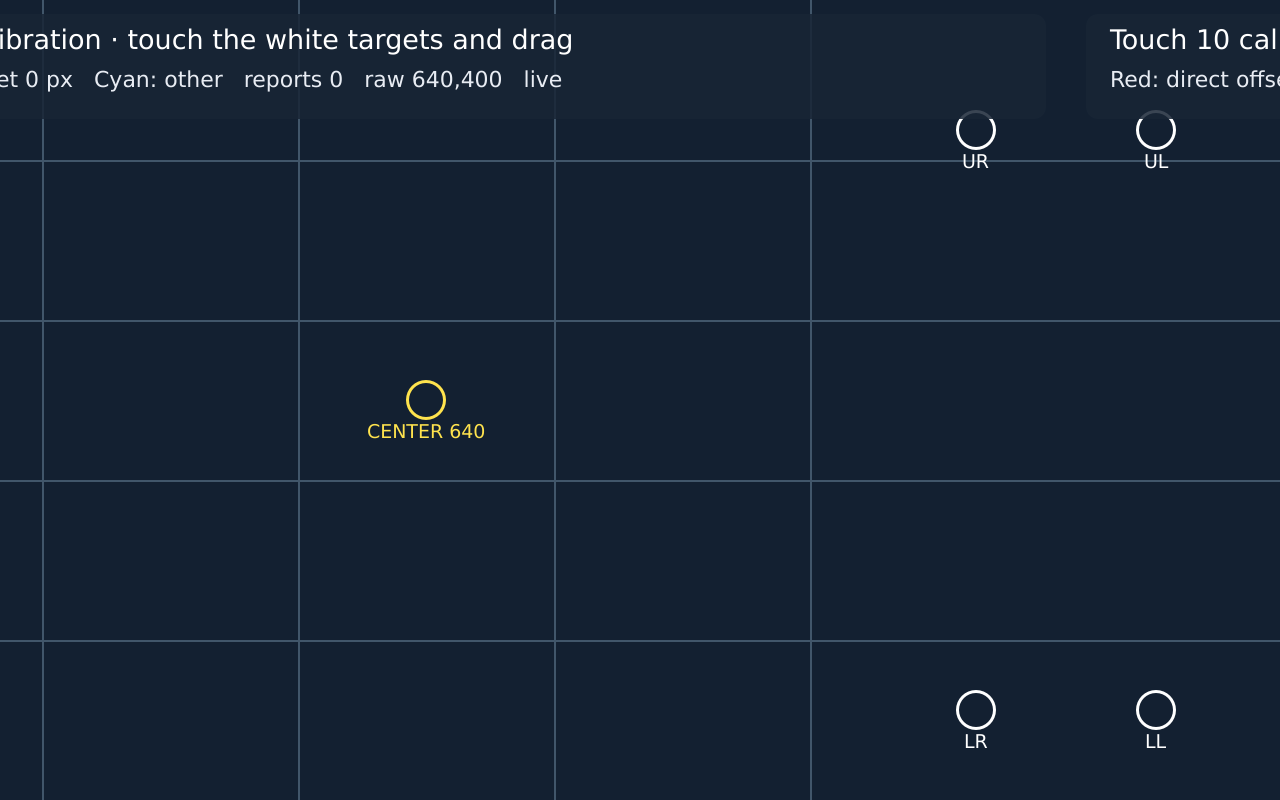 ibration · touch the white targets and drag
et 0 px Cyan: other reports 0 raw 640,400 live
Touch 10 cal
Red: direct offse
UR
UL
CENTER 640
LR
LL